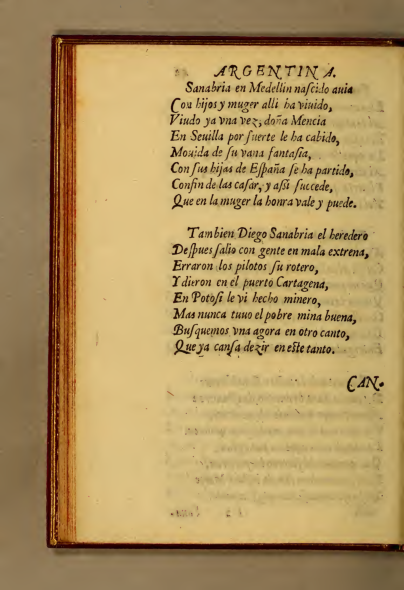 ARGENTINA.
Sanabria en Medellin naſcido auia
Con hijos y muger alli ha viuido,
Viudo ya vna vez, doña Mencia
En Seuilla por ſuerte le ha cabido,
Mouida de ſu vana fantaſia,
Con ſus hijas de Eſpaña ſe ha partido,
Con fin de las caſar, y aſsi ſuccede,
Que en la muger la honra vale y puede.
Tambien Diego Sanabria el heredero
Deſpues ſalio con gente en mala extrena,
Erraron los pilotos ſu rotero,
Y dieron en el puerto Cartagena,
En Potoſi le vi hecho minero,
Mas nunca tuuo el pobre mina buena,
Buſquemos vna agora en otro canto,
Que ya canſa dezir en eſte tanto.
CAN-